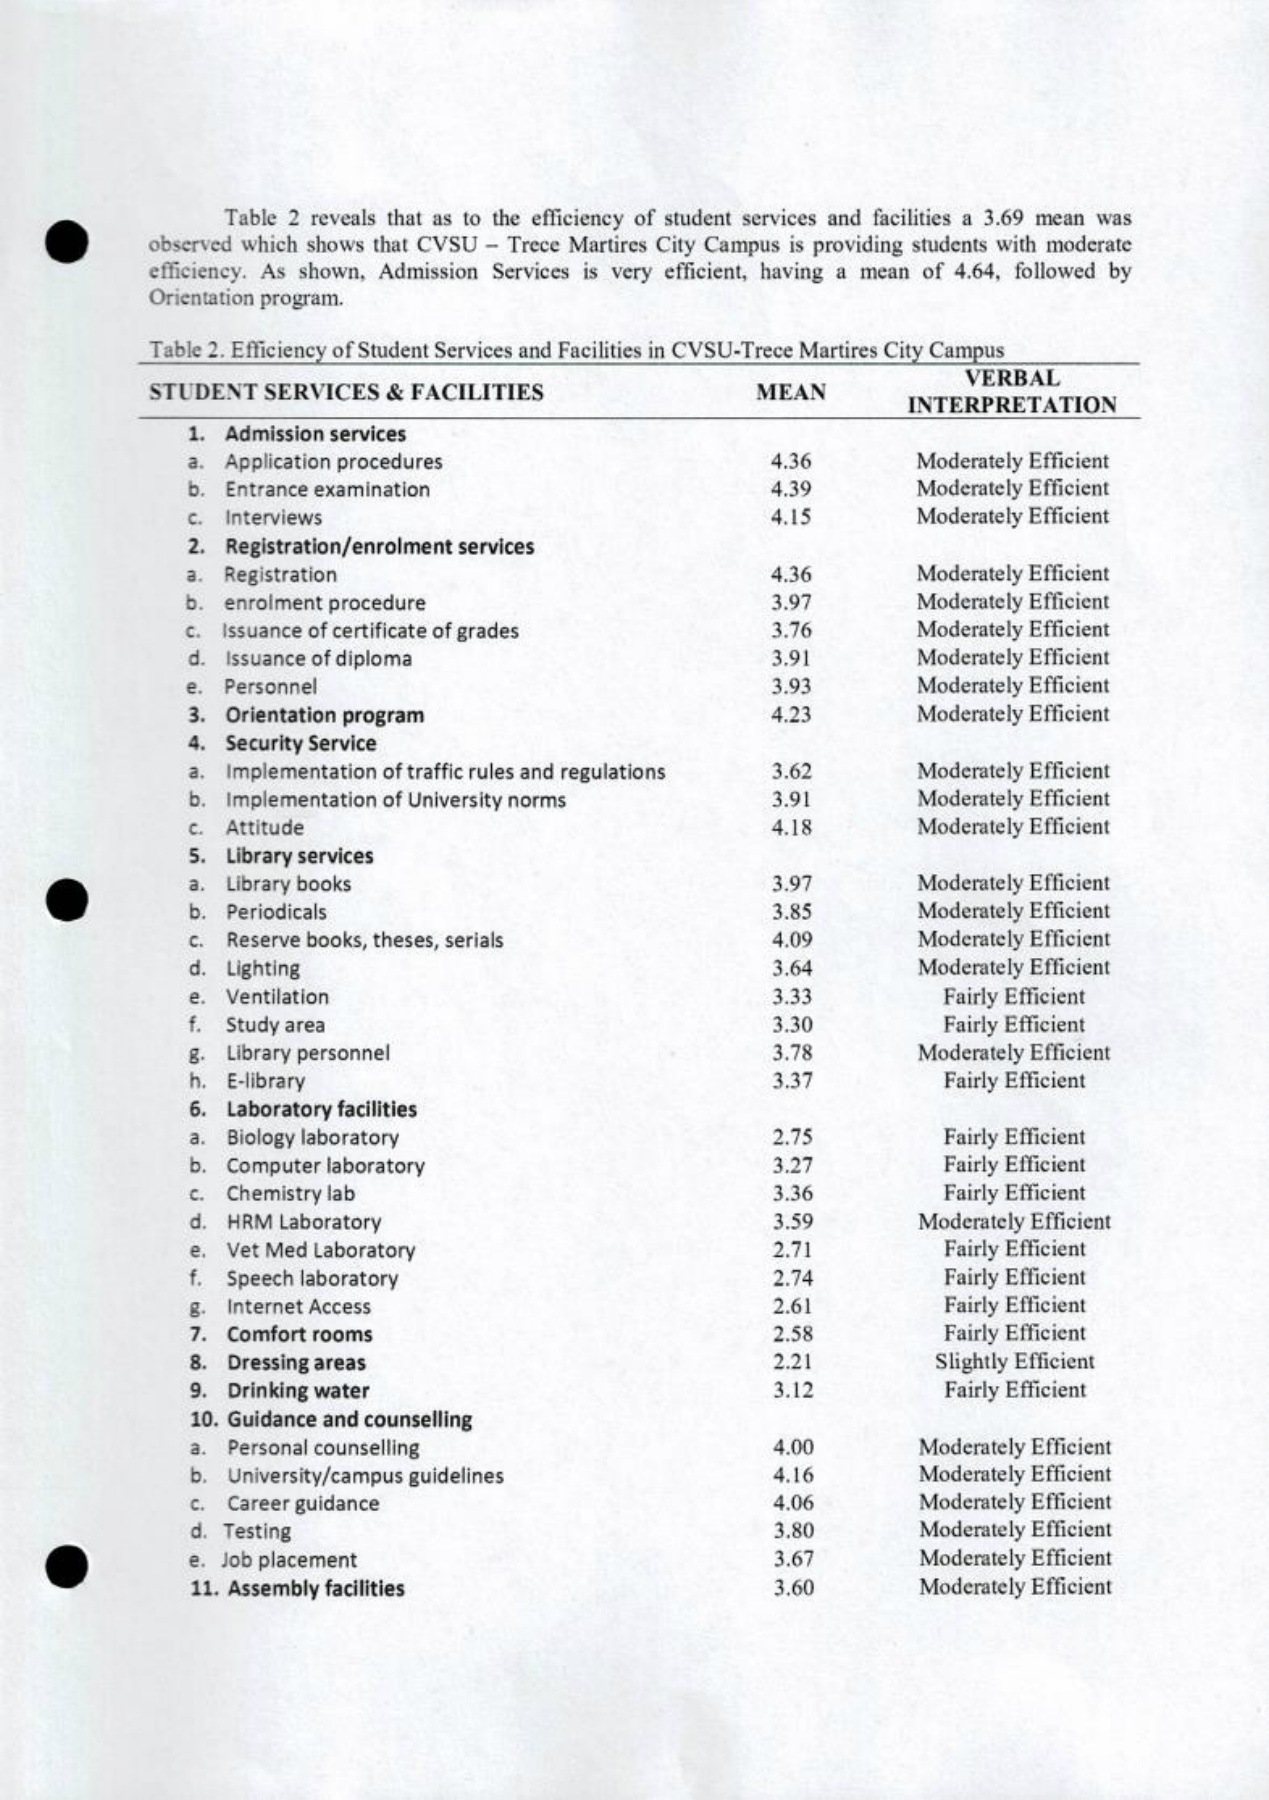 Table 2 reveals that as to the efficiency of student services and facilities a 3.69 mean was
observed which shows that CVSU – Trece Martires City Campus is providing students with moderate
efficiency. As shown, Admission Services is very efficient, having a mean of 4.64, followed by
Orientation program.
Table 2. Efficiency of Student Services and Facilities in CVSU-Trece Martires City Campus
STUDENT SERVICES & FACILITIES MEAN VERBAL
INTERPRETATION
1. Admission services
a. Application procedures 4.36 Moderately Efficient
b. Entrance examination 4.39 Moderately Efficient
c. Interviews 4.15 Moderately Efficient
2. Registration/enrolment services
a. Registration 4.36 Moderately Efficient
b. enrolment procedure 3.97 Moderately Efficient
c. Issuance of certificate of grades 3.76 Moderately Efficient
d. Issuance of diploma 3.91 Moderately Efficient
e. Personnel 3.93 Moderately Efficient
3. Orientation program 4.23 Moderately Efficient
4. Security Service
a. Implementation of traffic rules and regulations 3.62 Moderately Efficient
b. Implementation of University norms 3.91 Moderately Efficient
c. Attitude 4.18 Moderately Efficient
5. Library services
a. Library books 3.97 Moderately Efficient
b. Periodicals 3.85 Moderately Efficient
c. Reserve books, theses, serials 4.09 Moderately Efficient
d. Lighting 3.64 Moderately Efficient
e. Ventilation 3.33 Fairly Efficient
f. Study area 3.30 Fairly Efficient
g. Library personnel 3.78 Moderately Efficient
h. E-library 3.37 Fairly Efficient
6. Laboratory facilities
a. Biology laboratory 2.75 Fairly Efficient
b. Computer laboratory 3.27 Fairly Efficient
c. Chemistry lab 3.36 Fairly Efficient
d. HRM Laboratory 3.59 Moderately Efficient
e. Vet Med Laboratory 2.71 Fairly Efficient
f. Speech laboratory 2.74 Fairly Efficient
g. Internet Access 2.61 Fairly Efficient
7. Comfort rooms 2.58 Fairly Efficient
8. Dressing areas 2.21 Slightly Efficient
9. Drinking water 3.12 Fairly Efficient
10. Guidance and counselling
a. Personal counselling 4.00 Moderately Efficient
b. University/campus guidelines 4.16 Moderately Efficient
c. Career guidance 4.06 Moderately Efficient
d. Testing 3.80 Moderately Efficient
e. Job placement 3.67 Moderately Efficient
11. Assembly facilities 3.60 Moderately Efficient